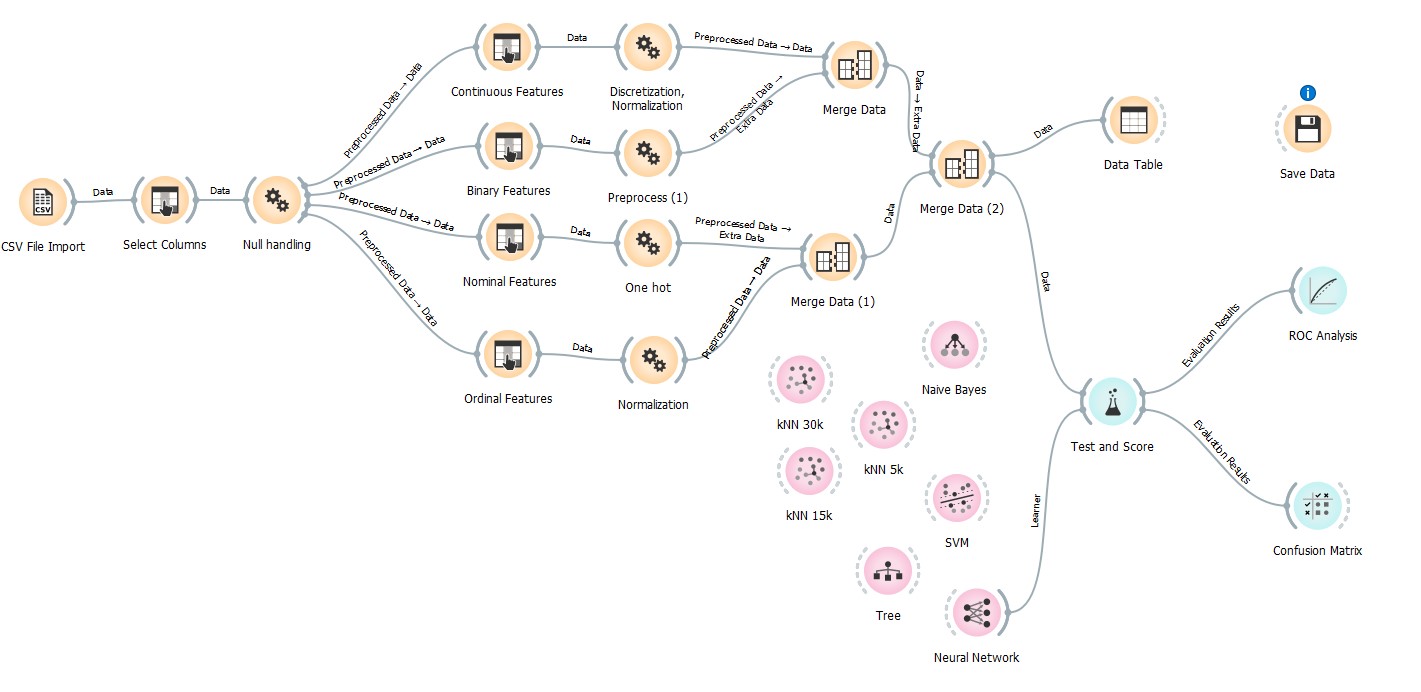 Continuous Features
Data
Discretization,
Normalization
Preprocessed Data → Data
Merge Data
Preprocessed Data → Data
Binary Features
Data
Preprocess (1)
Preprocessed Data →
Extra Data
Data → Extra Data
Merge Data (2)
Data
Data Table
i
Save Data
CSV
CSV File Import
Data
Select Columns
Data
Null handling
Preprocessed Data → Data
Preprocessed Data → Data
Nominal Features
Data
One hot
Preprocessed Data →
Extra Data
Merge Data (1)
Data
Preprocessed Data → Data
Ordinal Features
Data
Normalization
Preprocessed Data → Data
Data
kNN 30k
Naive Bayes
kNN 5k
kNN 15k
SVM
Tree
Neural Network
Learner
Test and Score
Evaluation Results
ROC Analysis
Evaluation Results
Confusion Matrix